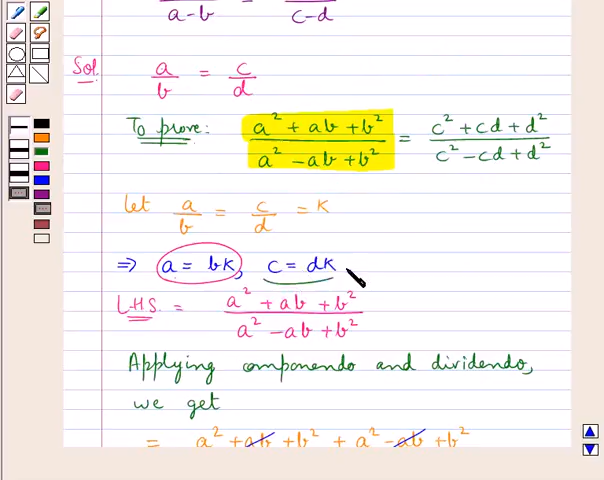 a-b = c-d
Sol. a/b = c/d
To prove: (a² + ab + b²)/(a² - ab + b²) = (c² + cd + d²)/(c² - cd + d²)
let a/b = c/d = K
⇒ a = bK, c = dK
LHS. = (a² + ab + b²)/(a² - ab + b²)
Applying componendo and dividendo,
we get
= a² + ab + b² + a² - ab + b²